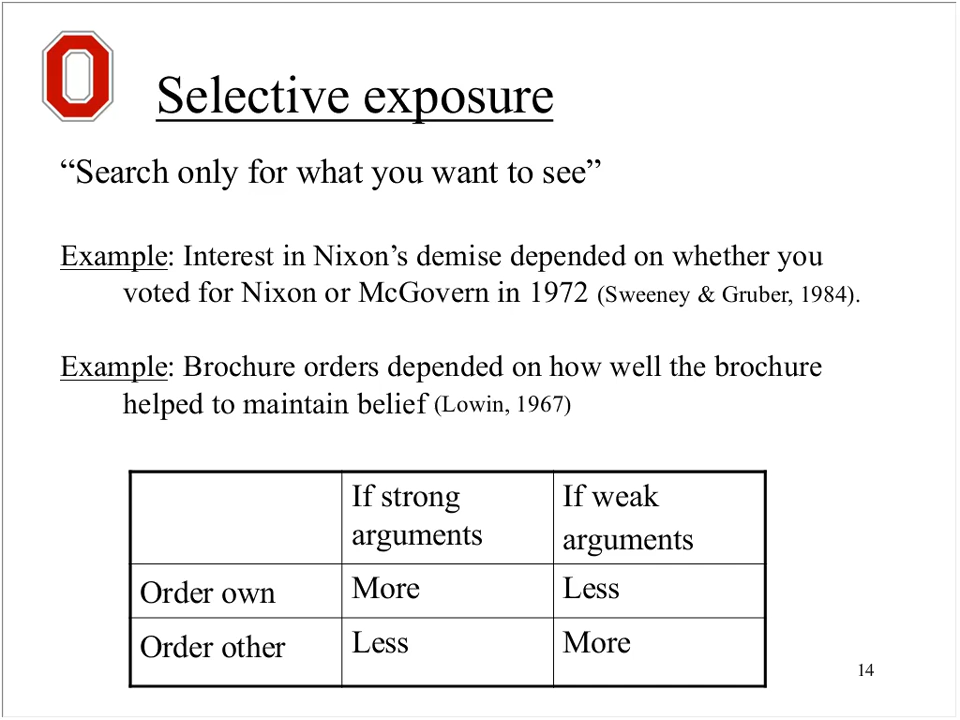 Selective exposure
“Search only for what you want to see”
Example: Interest in Nixon’s demise depended on whether you
voted for Nixon or McGovern in 1972 (Sweeney & Gruber, 1984).
Example: Brochure orders depended on how well the brochure
helped to maintain belief (Lowin, 1967)
If strong
arguments
If weak
arguments
Order own
More
Less
Order other
Less
More
14